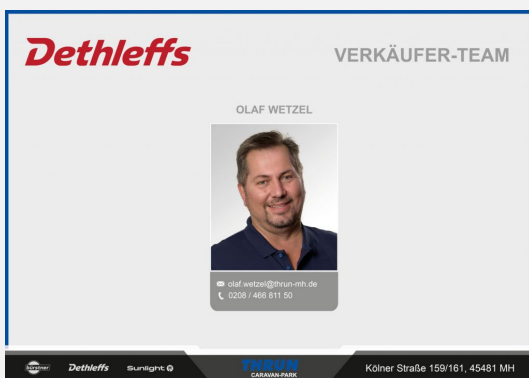 Dethleffs
VERKÄUFER-TEAM
OLAF WETZEL
olaf.wetzel@thrun-mh.de
0208 / 466 811 50
bürstner Dethleffs Sunlight
THRUN
CARAVAN-PARK
Kölner Straße 159/161, 45481 MH